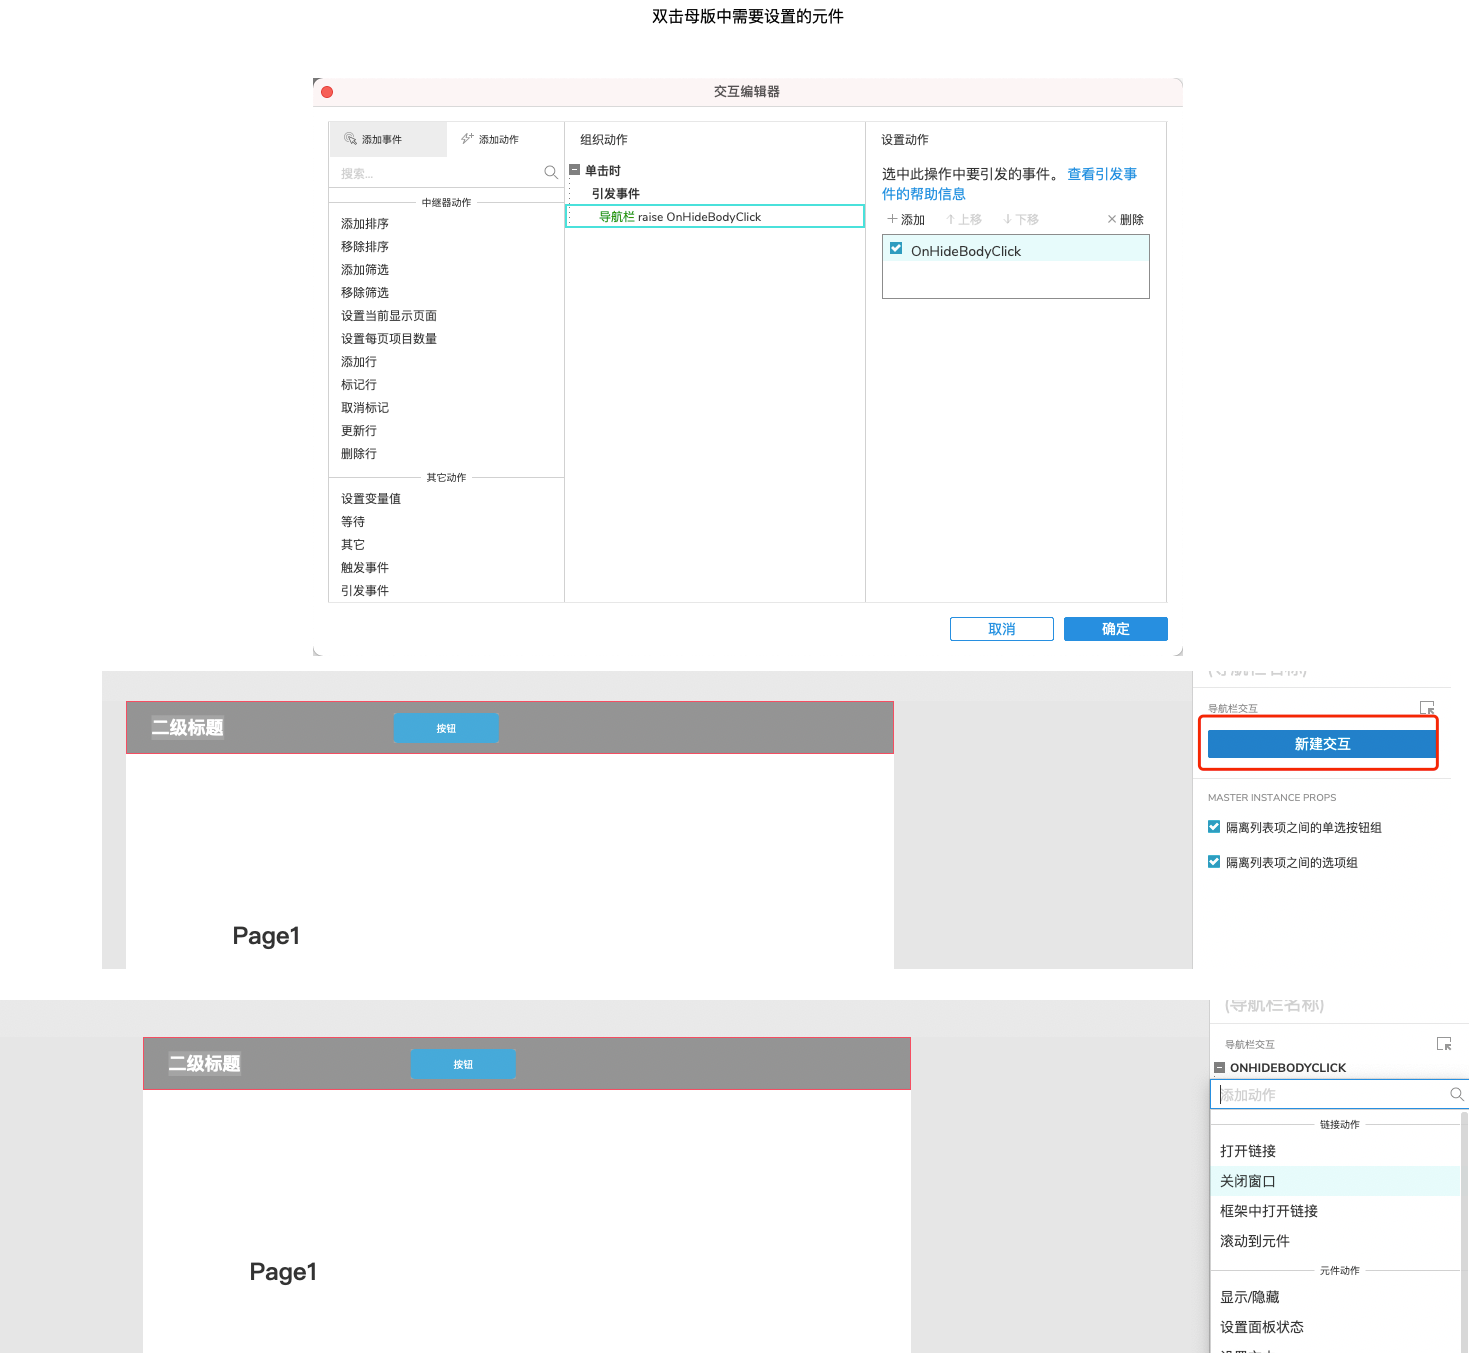 双击母版中需要设置的元件
交互编辑器
添加事件
添加动作
组织动作
设置动作
搜索...
中继器动作
添加排序
移除排序
添加筛选
移除筛选
设置当前显示页面
设置每页项目数量
添加行
标记行
取消标记
更新行
删除行
其它动作
设置变量值
等待
其它
触发事件
引发事件
单击时
引发事件
导航栏 raise OnHideBodyClick
选中此操作中要引发的事件。 查看引发事
件的帮助信息
添加
上移
下移
删除
OnHideBodyClick
取消
确定
二级标题
按钮
Page1
(导航栏名称)
导航栏交互
新建交互
MASTER INSTANCE PROPS
隔离列表项之间的单选按钮组
隔离列表项之间的选项组
二级标题
按钮
Page1
(导航栏名称)
导航栏交互
ONHIDEBODYCLICK
添加动作
链接动作
打开链接
关闭窗口
框架中打开链接
滚动到元件
元件动作
显示/隐藏
设置面板状态